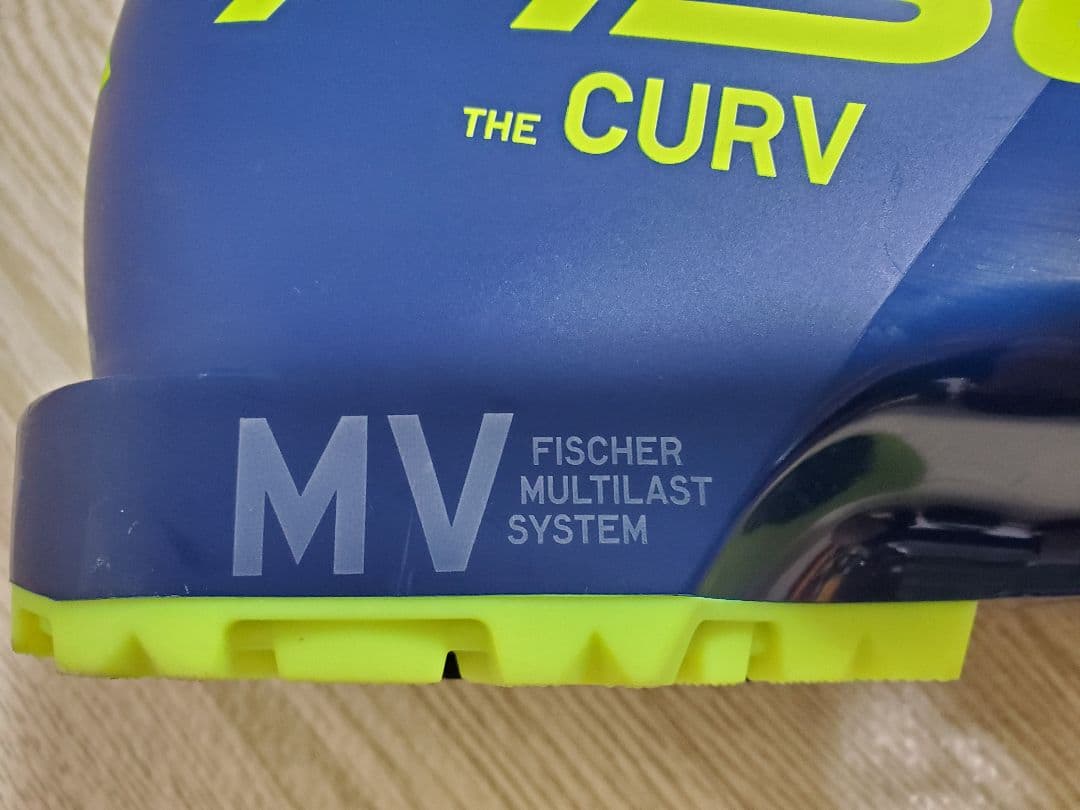 THE CURV
MV
FISCHER
MULTILAST
SYSTEM